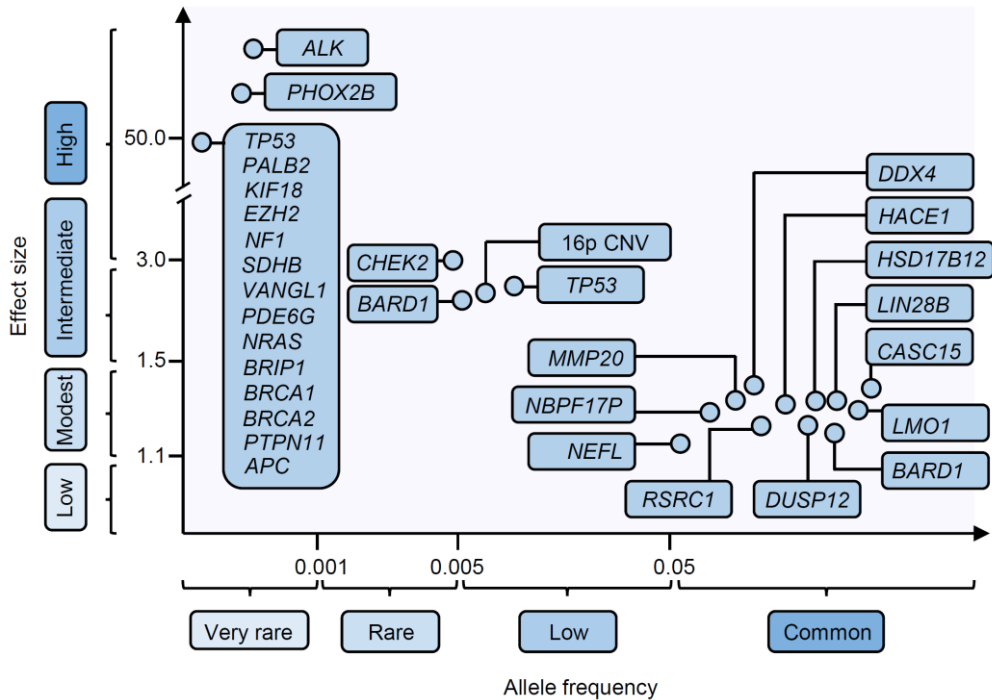 ALK
PHOX2B
High
50.0
TP53
PALB2
KIF18
EZH2
NF1
SDHB
VANGL1
PDE6G
NRAS
BRIP1
BRCA1
BRCA2
PTPN11
APC
DDX4
HACE1
16p CNV
HSD17B12
Effect size
Intermediate
3.0
CHEK2
TP53
BARD1
LIN28B
CASC15
1.5
MMP20
NBPF17P
LMO1
Modest
1.1
NEFL
BARD1
Low
RSRC1
DUSP12
0.001
0.005
0.05
Very rare
Rare
Low
Common
Allele frequency